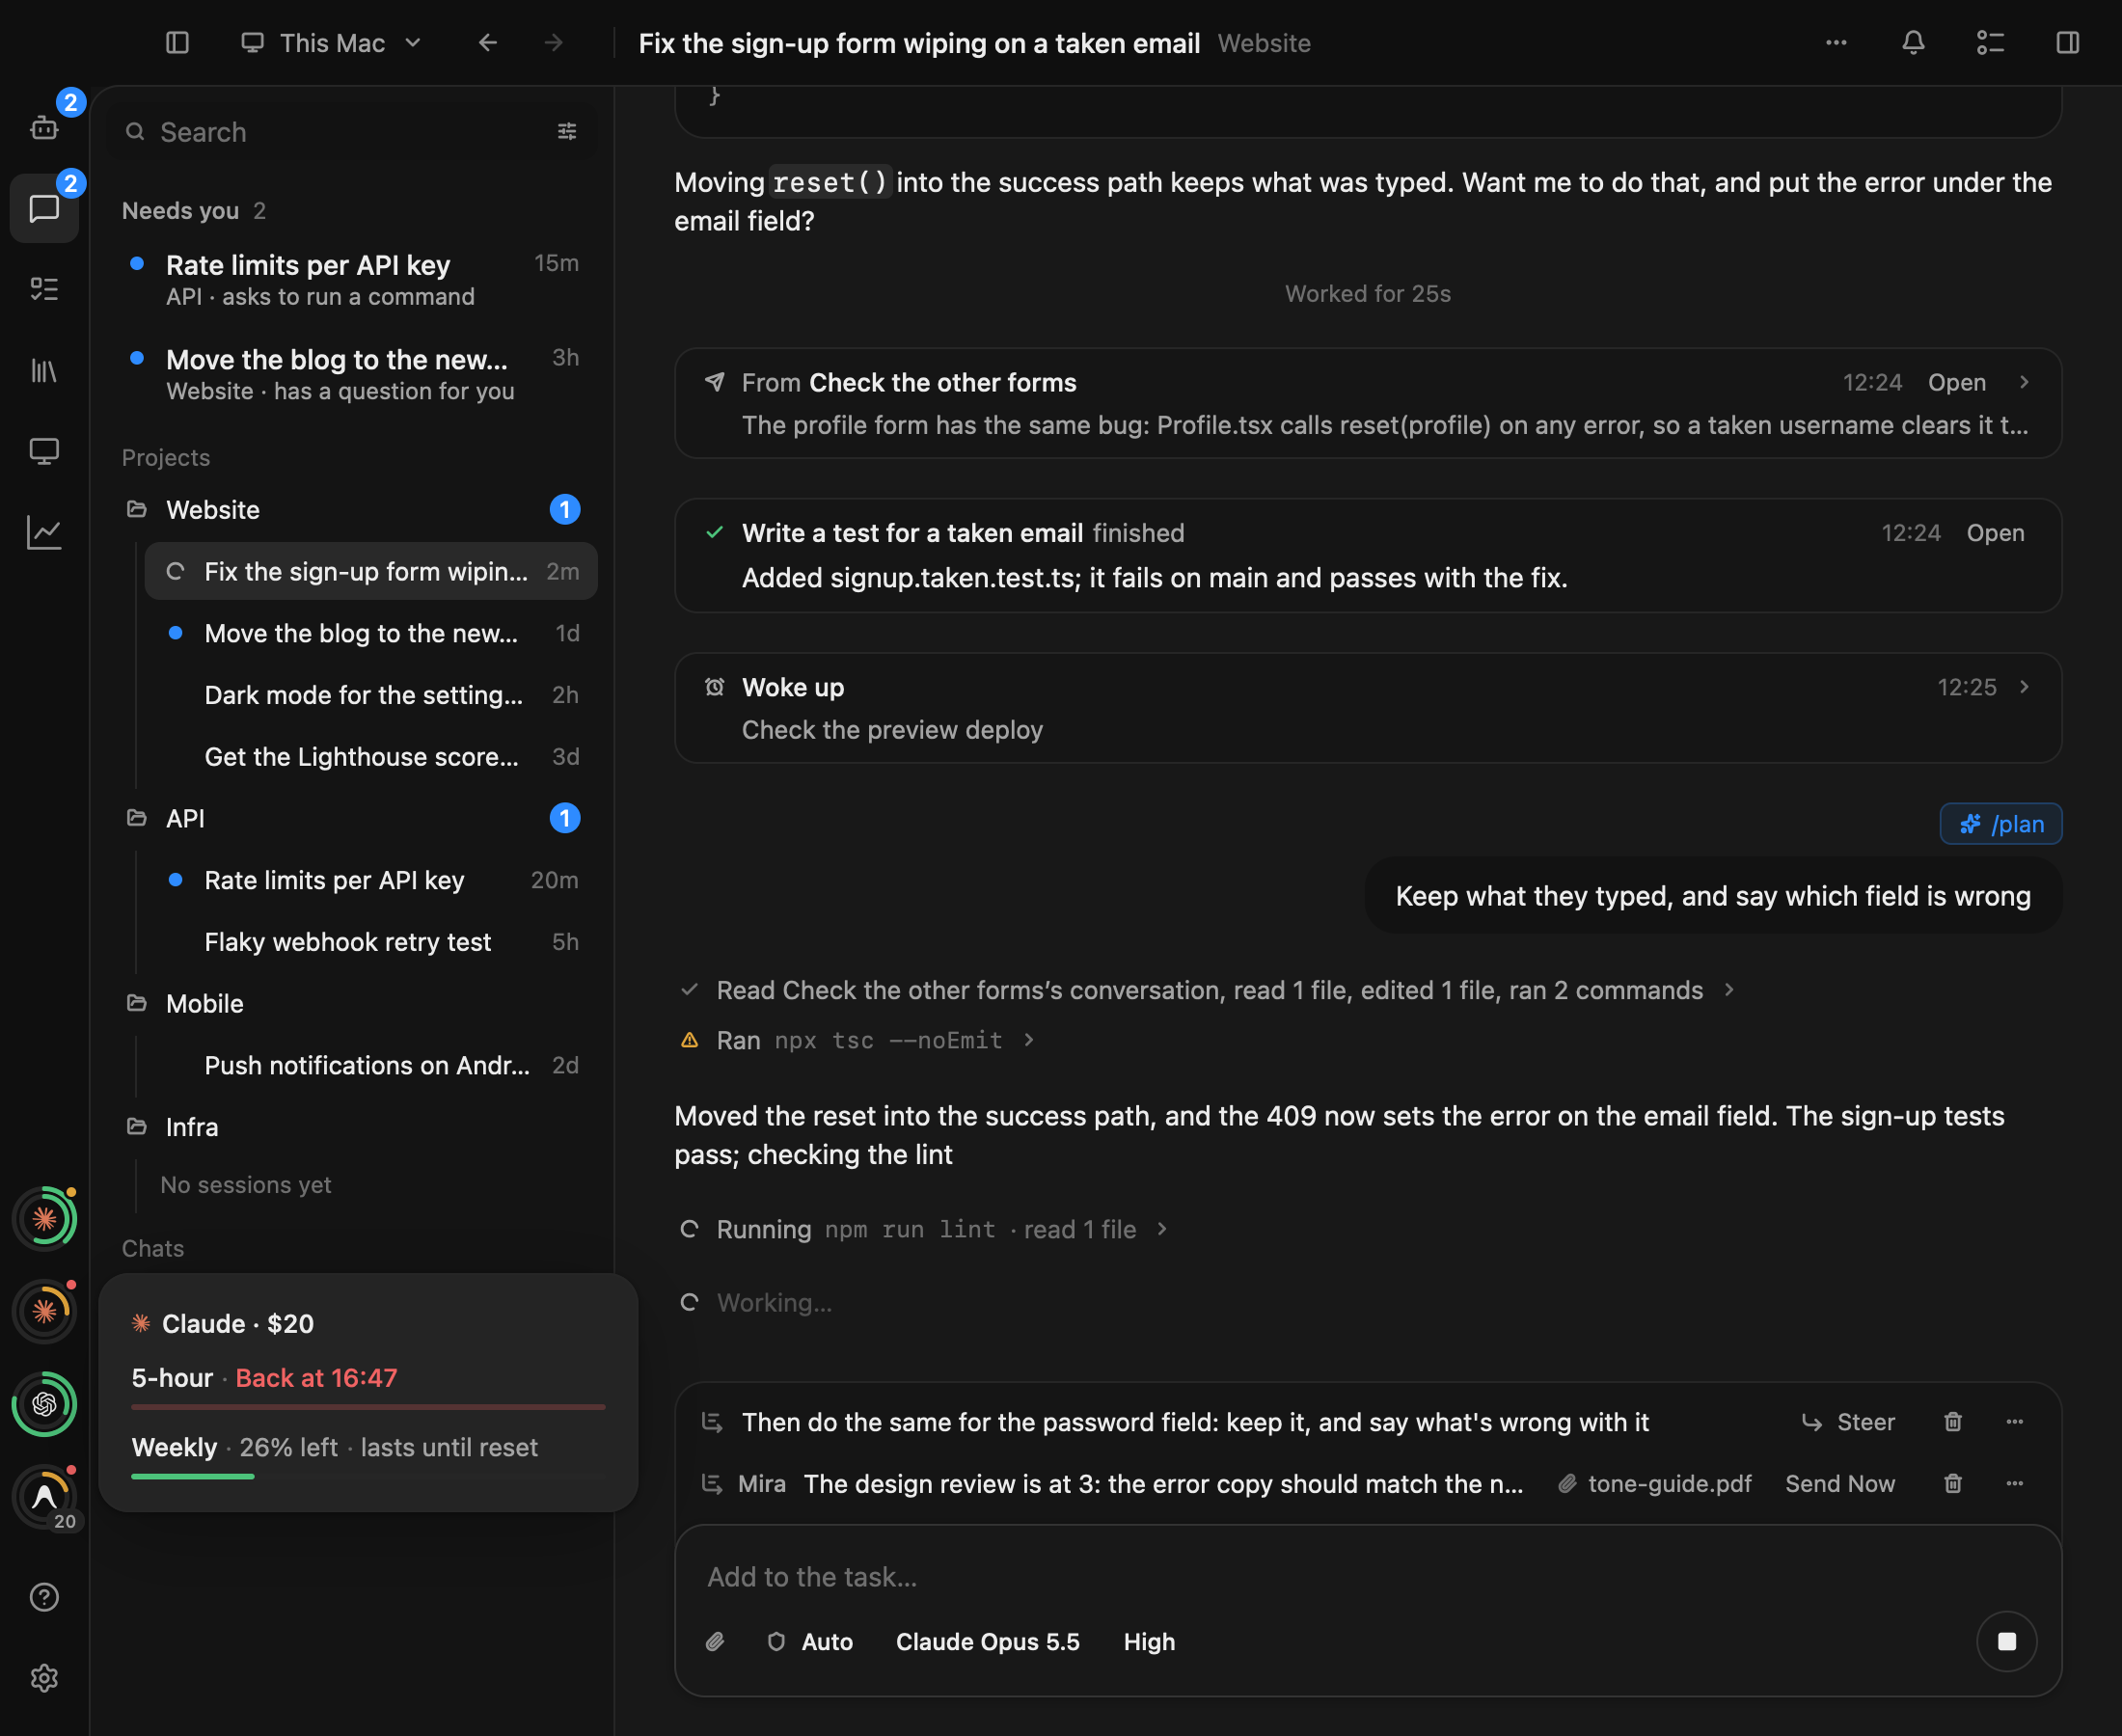 This Mac
Fix the sign-up form wiping on a taken email Website
2
2
Search
Needs you 2
Rate limits per API key 15m
API · asks to run a command
Move the blog to the new... 3h
Website · has a question for you
Projects
Website 1
Fix the sign-up form wipin... 2m
Move the blog to the new... 1d
Dark mode for the setting... 2h
Get the Lighthouse score... 3d
API 1
Rate limits per API key 20m
Flaky webhook retry test 5h
Mobile
Push notifications on Andr... 2d
Infra
No sessions yet
Chats
Claude · $20
5-hour · Back at 16:47
Weekly · 26% left · lasts until reset
20
}
Moving reset() into the success path keeps what was typed. Want me to do that, and put the error under the
email field?
Worked for 25s
From Check the other forms 12:24 Open
The profile form has the same bug: Profile.tsx calls reset(profile) on any error, so a taken username clears it t...
Write a test for a taken email finished 12:24 Open
Added signup.taken.test.ts; it fails on main and passes with the fix.
Woke up 12:25
Check the preview deploy
/plan
Keep what they typed, and say which field is wrong
Read Check the other forms’s conversation, read 1 file, edited 1 file, ran 2 commands
Ran npx tsc --noEmit
Moved the reset into the success path, and the 409 now sets the error on the email field. The sign-up tests
pass; checking the lint
Running npm run lint · read 1 file
Working...
Then do the same for the password field: keep it, and say what's wrong with it Steer
Mira The design review is at 3: the error copy should match the n... tone-guide.pdf Send Now
Add to the task...
Auto Claude Opus 5.5 High